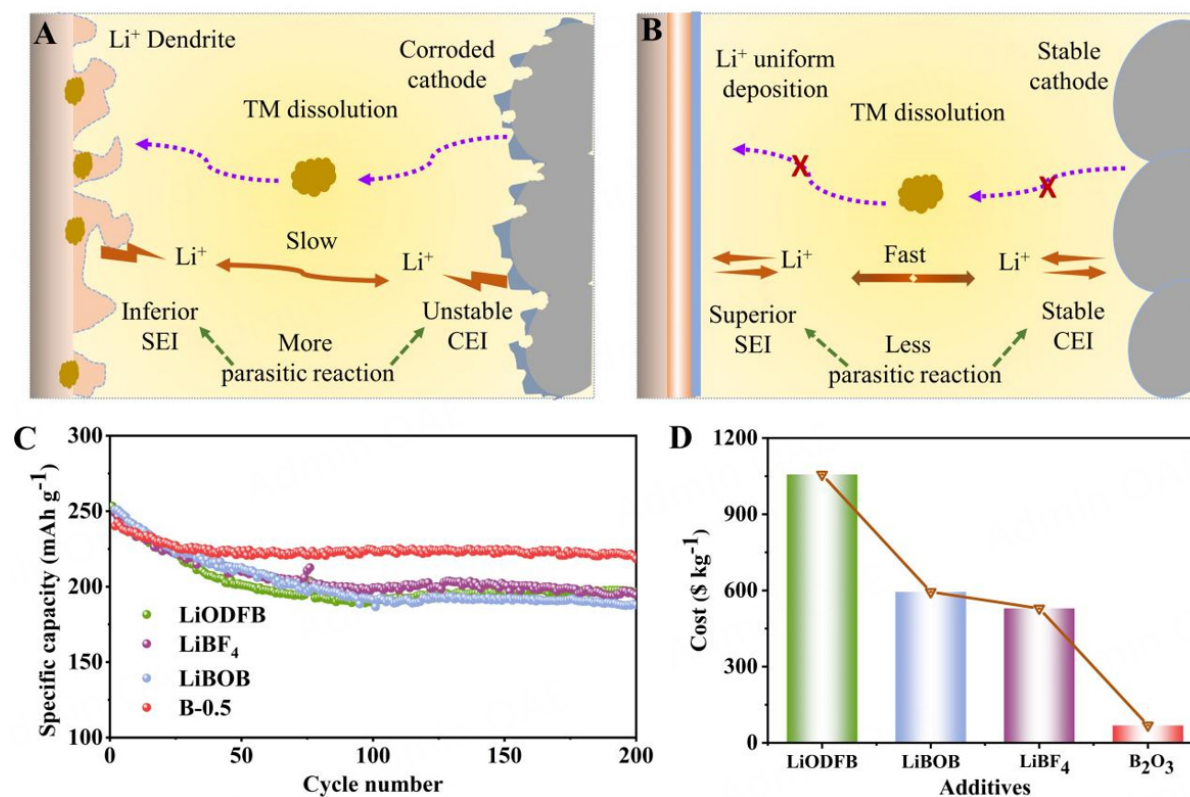 A
Li⁺ Dendrite
Corroded
cathode
TM dissolution
Slow
Li⁺
Li⁺
Inferior
SEI
Unstable
CEI
More
parasitic reaction
B
Li⁺ uniform
deposition
Stable
cathode
TM dissolution
X
X
Fast
Li⁺
Li⁺
Superior
SEI
Stable
CEI
Less
parasitic reaction
C
Specific capacity (mAh g⁻¹)
300
250
200
150
100
LiODFB
LiBF₄
LiBOB
B-0.5
0
50
100
150
200
Cycle number
D
Cost ($ kg⁻¹)
1200
900
600
300
0
LiODFB
LiBOB
LiBF₄
B₂O₃
Additives